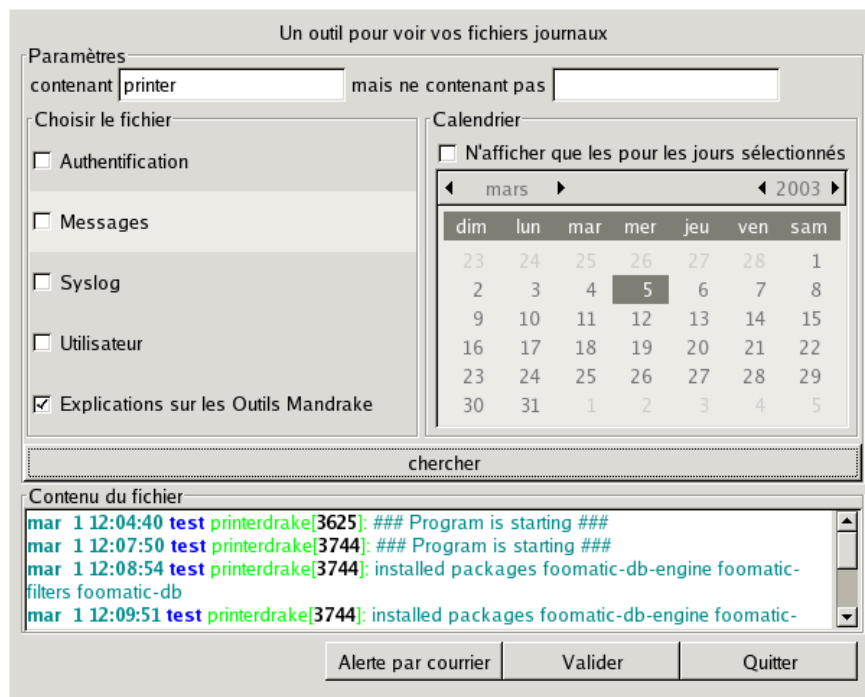 Un outil pour voir vos fichiers journaux
Paramètres
contenant printer mais ne contenant pas
Choisir le fichier
Authentification
Messages
Syslog
Utilisateur
Explications sur les Outils Mandrake
Calendrier
N'afficher que les pour les jours sélectionnés
mars 2003
dim lun mar mer jeu ven sam
23 24 25 26 27 28 1
2 3 4 5 6 7 8
9 10 11 12 13 14 15
16 17 18 19 20 21 22
23 24 25 26 27 28 29
30 31 1 2 3 4 5
chercher
Contenu du fichier
mar 1 12:04:40 test printerdrake[3625]: ### Program is starting ###
mar 1 12:07:50 test printerdrake[3744]: ### Program is starting ###
mar 1 12:08:54 test printerdrake[3744]: installed packages foomatic-db-engine foomatic-
filters foomatic-db
mar 1 12:09:51 test printerdrake[3744]: installed packages foomatic-db-engine foomatic-
Alerte par courrier Valider Quitter